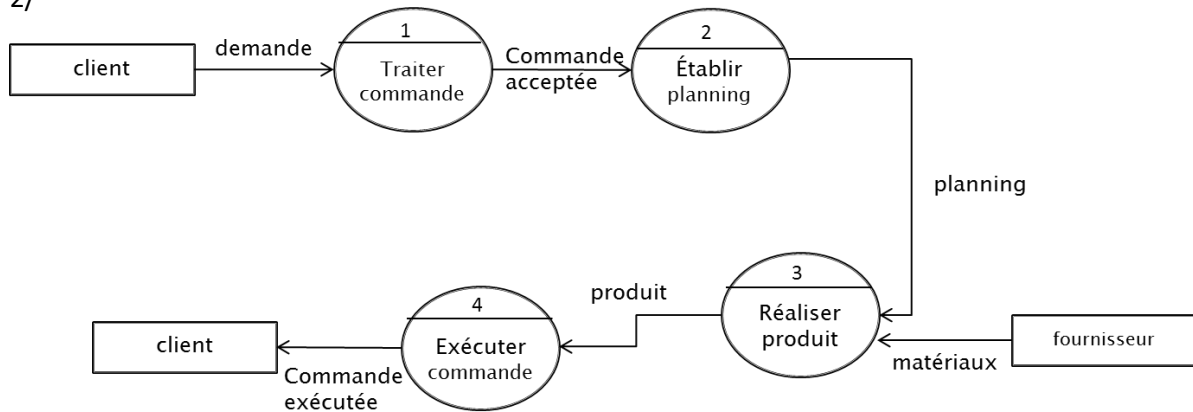 2/
client
demande
1
Traiter
commande
Commande
acceptée
2
Établir
planning
planning
3
Réaliser
produit
fournisseur
matériaux
produit
4
Exécuter
commande
Commande
exécutée
client